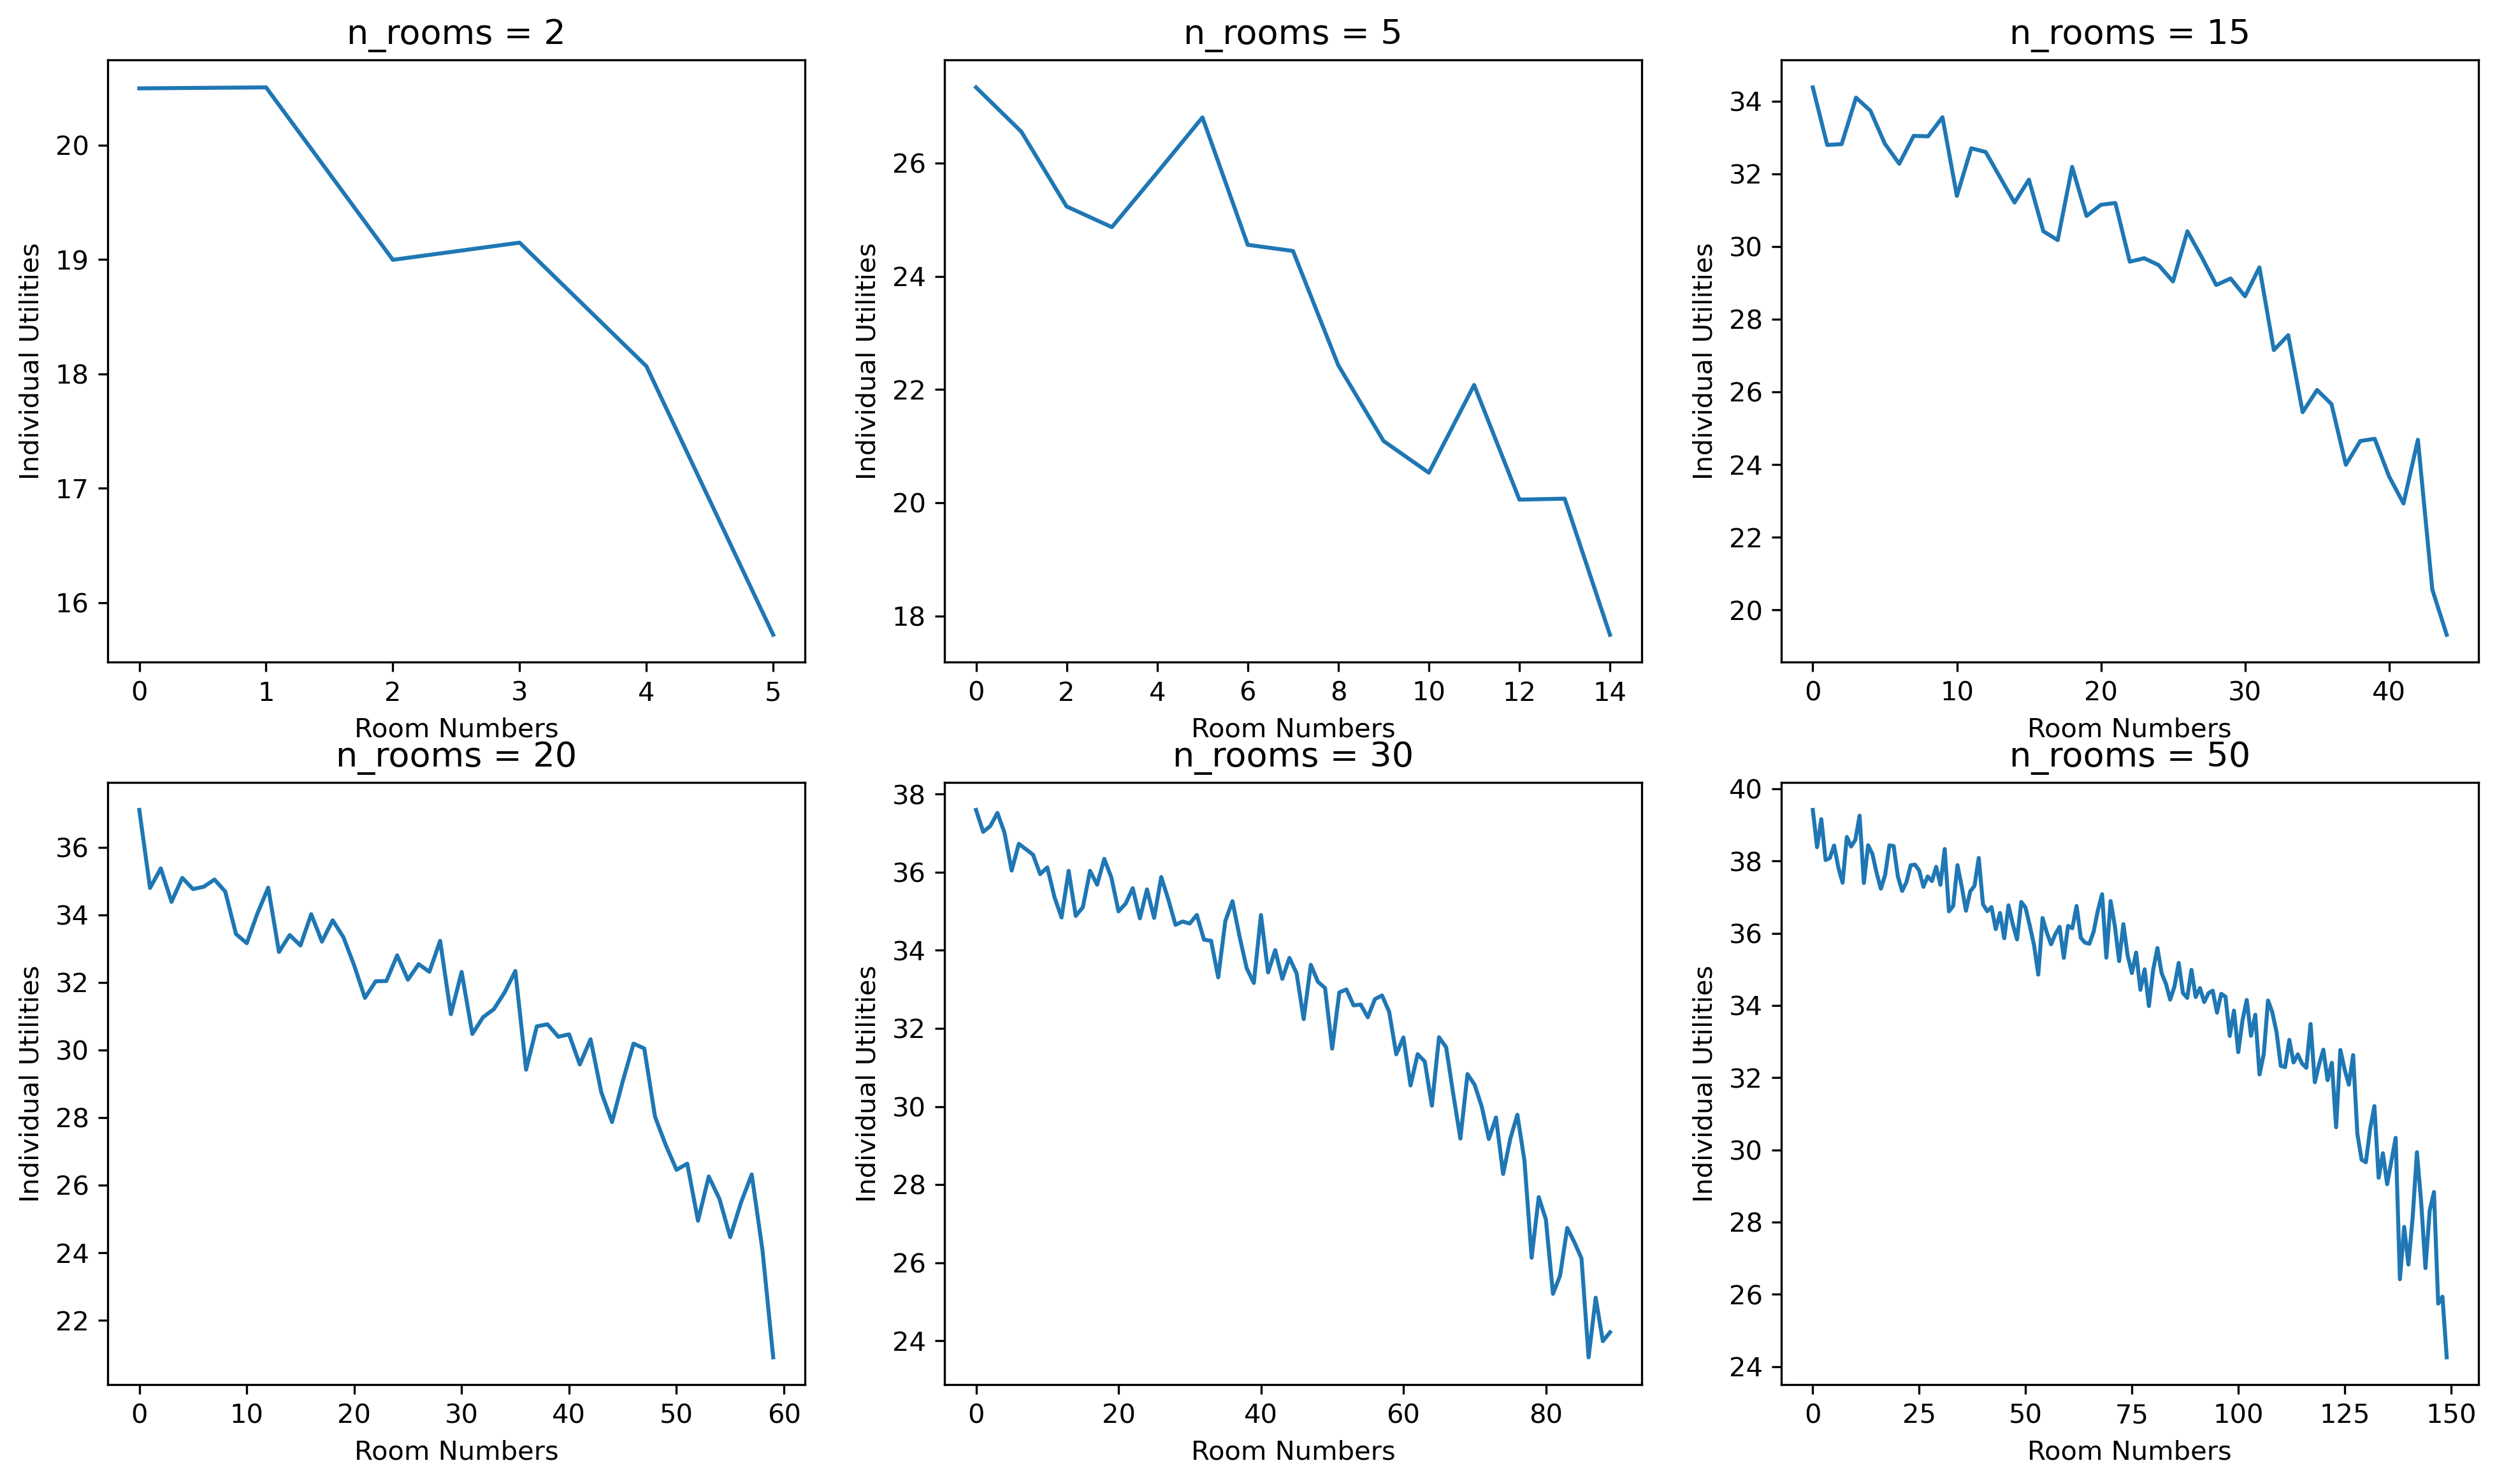 n_rooms = 2
Individual Utilities
20
19
18
17
16
0 1 2 3 4 5
Room Numbers
n_rooms = 5
Individual Utilities
26
24
22
20
18
0 2 4 6 8 10 12 14
Room Numbers
n_rooms = 15
Individual Utilities
34
32
30
28
26
24
22
20
0 10 20 30 40
Room Numbers
n_rooms = 20
Individual Utilities
36
34
32
30
28
26
24
22
0 10 20 30 40 50 60
Room Numbers
n_rooms = 30
Individual Utilities
38
36
34
32
30
28
26
24
0 20 40 60 80
Room Numbers
n_rooms = 50
Individual Utilities
40
38
36
34
32
30
28
26
24
0 25 50 75 100 125 150
Room Numbers